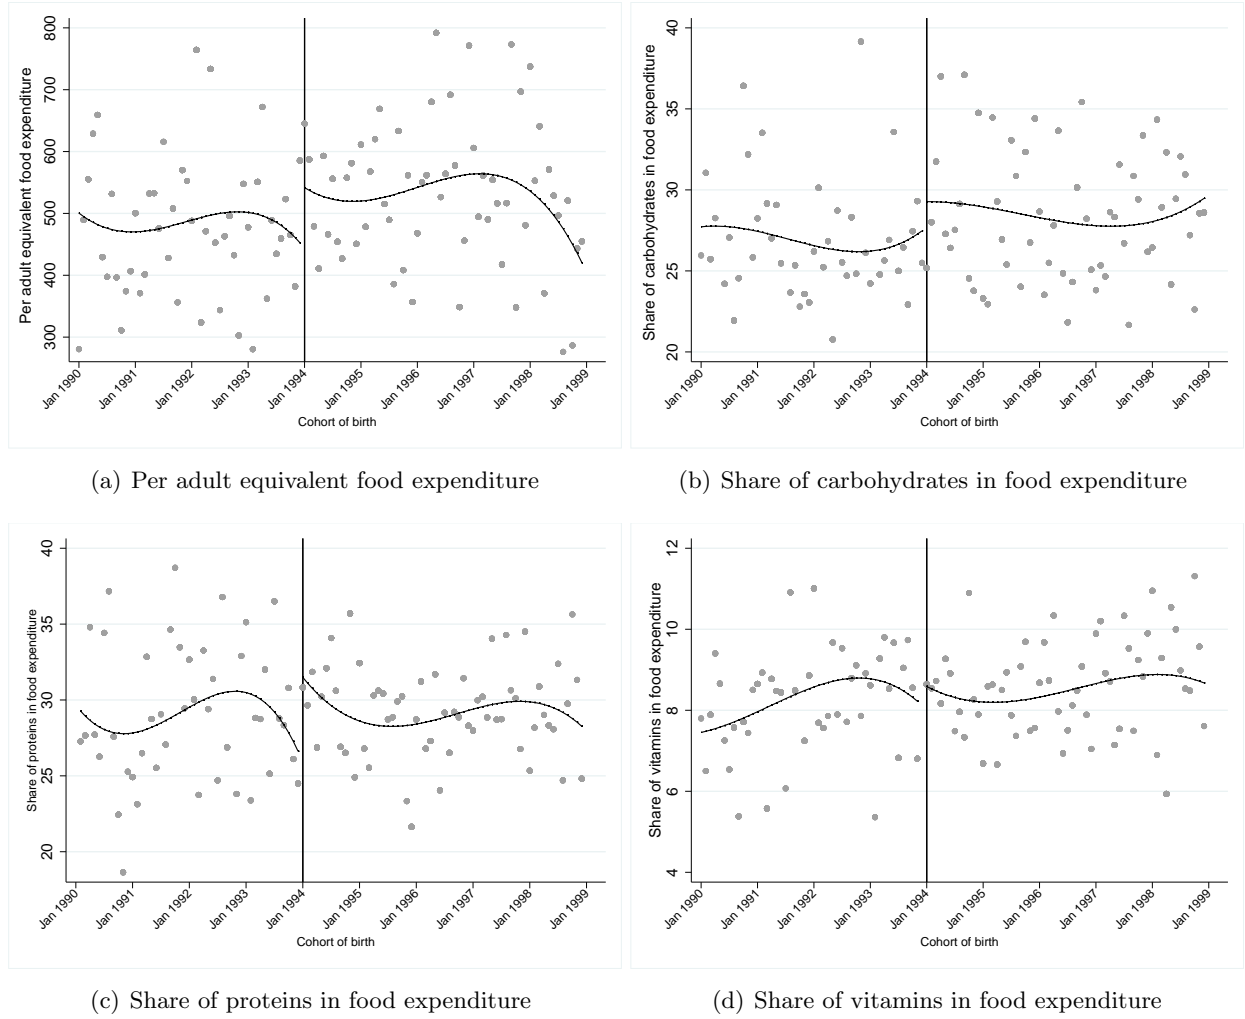 800
700
600
500
400
300
Per adult equivalent food expenditure
Jan 1990
Jan 1991
Jan 1992
Jan 1993
Jan 1994
Jan 1995
Jan 1996
Jan 1997
Jan 1998
Jan 1999
Cohort of birth
40
35
30
25
20
Share of carbohydrates in food expenditure
Jan 1990
Jan 1991
Jan 1992
Jan 1993
Jan 1994
Jan 1995
Jan 1996
Jan 1997
Jan 1998
Jan 1999
Cohort of birth
(a) Per adult equivalent food expenditure
(b) Share of carbohydrates in food expenditure
40
35
30
25
20
Share of proteins in food expenditure
Jan 1990
Jan 1991
Jan 1992
Jan 1993
Jan 1994
Jan 1995
Jan 1996
Jan 1997
Jan 1998
Jan 1999
Cohort of birth
12
10
8
6
4
Share of vitamins in food expenditure
Jan 1990
Jan 1991
Jan 1992
Jan 1993
Jan 1994
Jan 1995
Jan 1996
Jan 1997
Jan 1998
Jan 1999
Cohort of birth
(c) Share of proteins in food expenditure
(d) Share of vitamins in food expenditure